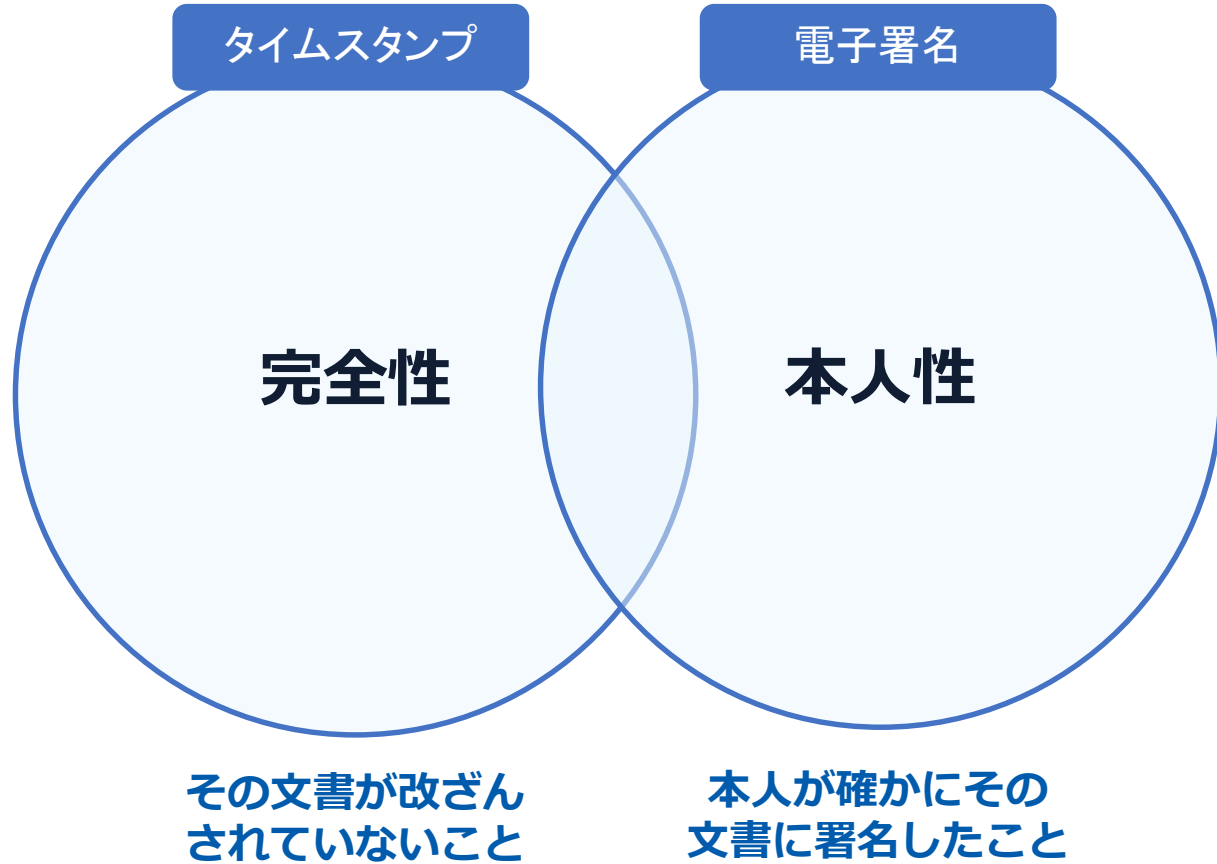 タイムスタンプ
電子署名
完全性
本人性
その文書が改ざん
されていないこと
本人が確かにその
文書に署名したこと